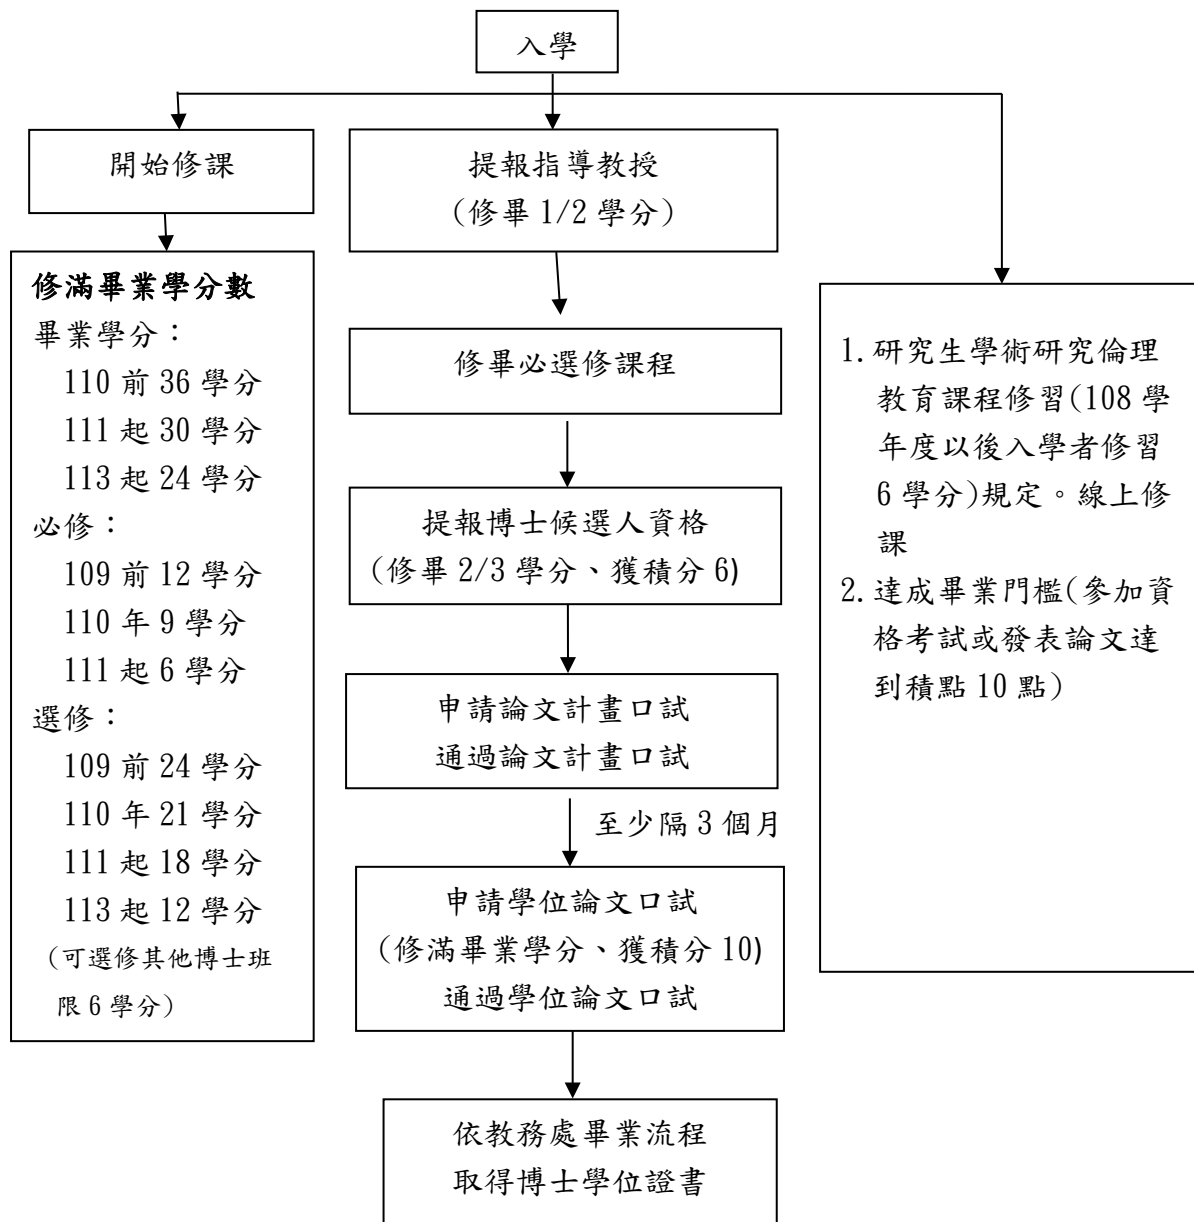 入學
開始修課
修滿畢業學分數
畢業學分：
110 前 36 學分
111 起 30 學分
113 起 24 學分
必修：
109 前 12 學分
110 年 9 學分
111 起 6 學分
選修：
109 前 24 學分
110 年 21 學分
111 起 18 學分
113 起 12 學分
(可選修其他博士班
限 6 學分)
提報指導教授
(修畢 1/2 學分)
修畢必選修課程
提報博士候選人資格
(修畢 2/3 學分、獲積分 6)
申請論文計畫口試
通過論文計畫口試
至少隔 3 個月
申請學位論文口試
(修滿畢業學分、獲積分 10)
通過學位論文口試
依教務處畢業流程
取得博士學位證書
1. 研究生學術研究倫理
教育課程修習(108 學
年度以後入學者修習
6 學分)規定。線上修
課
2. 達成畢業門檻(參加資
格考試或發表論文達
到積點 10 點)